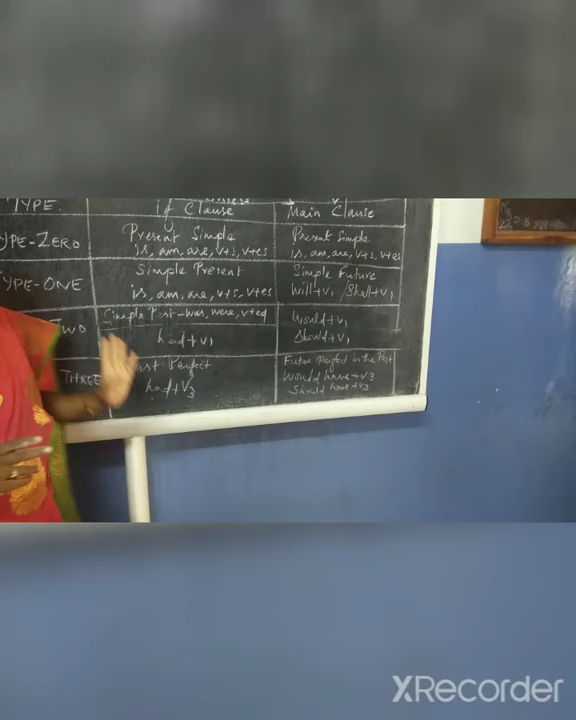 TYPE
If Clause
Main Clause
YPE-ZERO
Present Simple
is, am, are, V+S, V+es
Present Simple
is, am, are, V+S, V+es
YPE-ONE
Simple Present
is, am, are, V+S, V+es
Simple Future
Will+V1 / Shall+V1
Two
Simple Past-was, were, V+ed
had+V1
Would+V1
Should+V1
THREE
ast Perfect
had+V3
Future Perfect in the Past
Would have+V3
Should have+V3
XRecorder